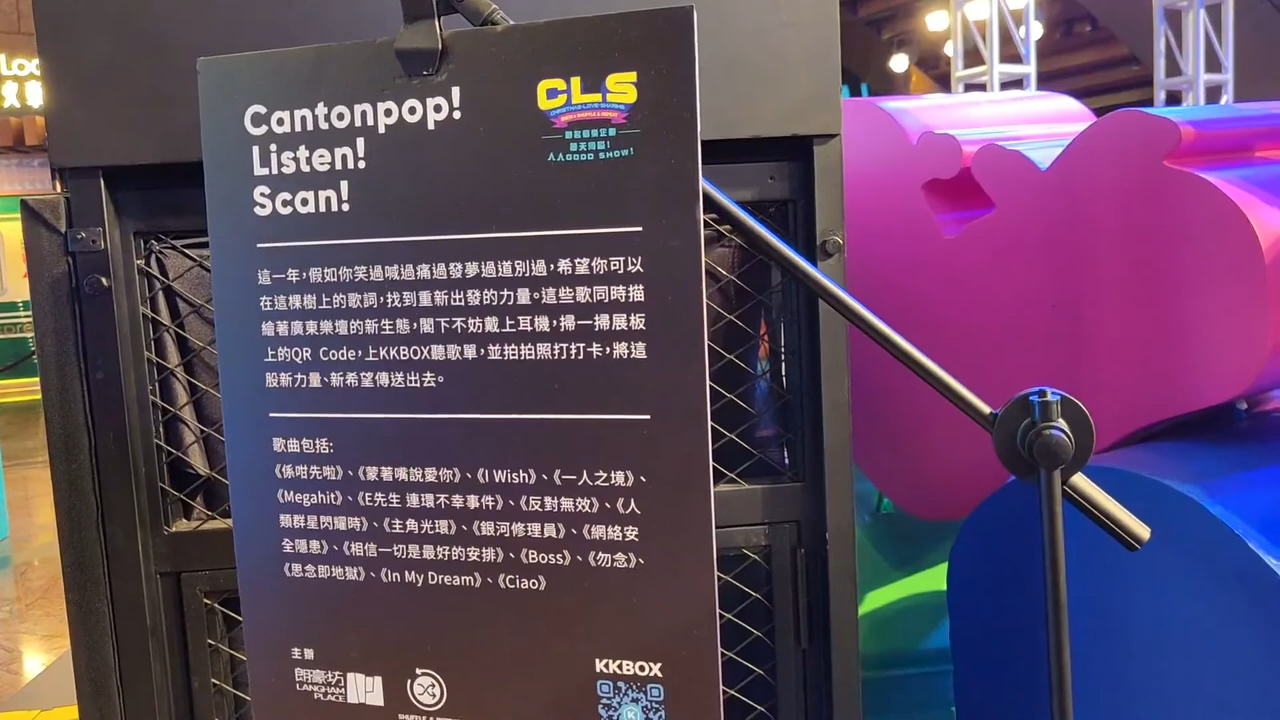 Cantonpop!
Listen!
Scan!
CLS
CHRISTMAS·LOVE·SHARING
人人GOOD SHOW!
這一年,假如你笑過喊過痛過發夢過道別過,希望你可以
在這棵樹上的歌詞,找到重新出發的力量。這些歌同時描
繪著廣東樂壇的新生態,閣下不妨戴上耳機,掃一掃展板
上的QR Code,上KKBOX聽歌單,並拍拍照打打卡,將這
股新力量、新希望傳送出去。
歌曲包括:
《係咁先啦》、《蒙著嘴說愛你》、《I Wish》、《一人之境》、
《Megahit》、《E先生 連環不幸事件》、《反對無效》、《人
類群星閃耀時》、《主角光環》、《銀河修理員》、《網絡安
全隱患》、《相信一切是最好的安排》、《Boss》、《勿念》、
《思念即地獄》、《In My Dream》、《Ciao》
主辦
朗豪坊
LANGHAM
PLACE
KKBOX